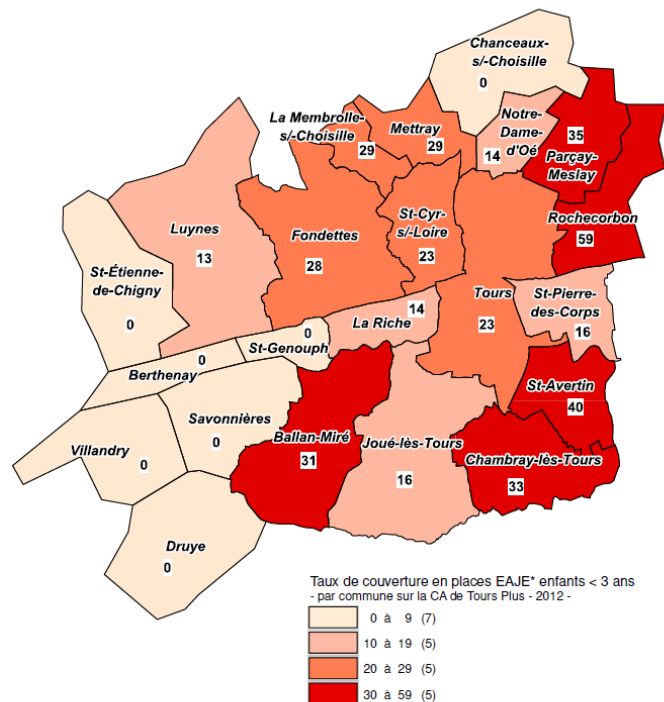 Chanceaux-
s/-Choisille
0
La Membrolle-
s/-Choisille
29
Mettray
29
Notre-
Dame-
d'Oé
14
35
Parçay-
Meslay
Luynes
13
Fondettes
28
St-Cyr-
s/-Loire
23
Rochecorbon
59
St-Étienne-
de-Chigny
0
Tours
23
St-Pierre-
des-Corps
16
14
La Riche
0
St-Genouph
0
Berthenay
St-Avertin
40
Savonnières
0
Villandry
0
Ballan-Miré
31
Joué-lès-Tours
16
Chambray-lès-Tours
33
Druye
0
Taux de couverture en places EAJE* enfants < 3 ans
- par commune sur la CA de Tours Plus - 2012 -
0 à 9 (7)
10 à 19 (5)
20 à 29 (5)
30 à 59 (5)